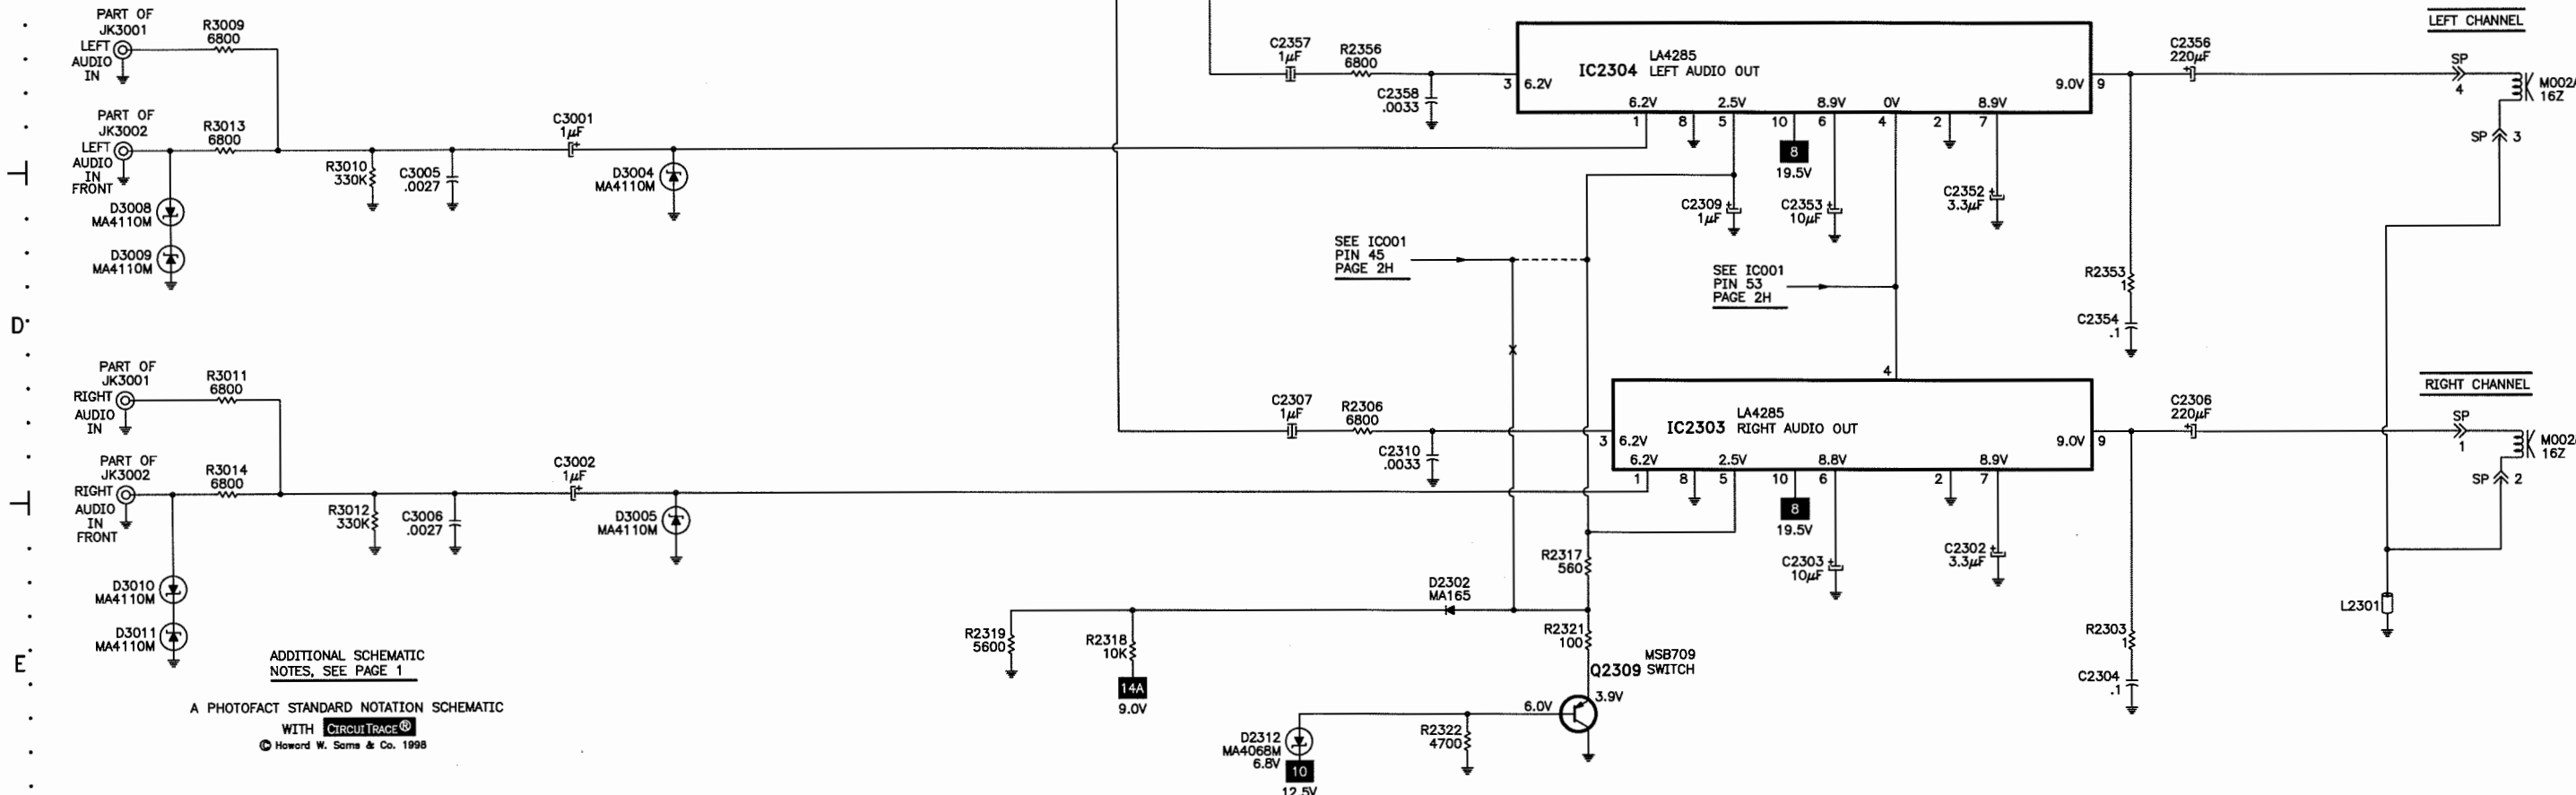 PART OF
JK3001
LEFT
AUDIO
IN
R3009
6800
PART OF
JK3002
LEFT
AUDIO
IN
FRONT
R3013
6800
D3008
MA4110M
D3009
MA4110M
R3010
330K
C3005
.0027
C3001
1µF
+
D3004
MA4110M
C2357
1µF
R2356
6800
C2358
.0033
LA4285
IC2304 LEFT AUDIO OUT
3
6.2V
9.0V
9
6.2V
2.5V
8.9V
0V
8.9V
1
8
5
10
6
4
2
7
8
19.5V
C2309
1µF
+
C2353
10µF
+
C2352
3.3µF
+
C2356
220µF
+
LEFT CHANNEL
SP
4
M002A
16Z
SP
3
SEE IC001
PIN 45
PAGE 2H
SEE IC001
PIN 53
PAGE 2H
R2353
1
C2354
.1
D
PART OF
JK3001
RIGHT
AUDIO
IN
R3011
6800
PART OF
JK3002
RIGHT
AUDIO
IN
FRONT
R3014
6800
D3010
MA4110M
D3011
MA4110M
R3012
330K
C3006
.0027
C3002
1µF
+
D3005
MA4110M
C2307
1µF
R2306
6800
C2310
.0033
4
LA4285
IC2303 RIGHT AUDIO OUT
3
6.2V
9.0V
9
6.2V
2.5V
8.8V
8.9V
1
8
5
10
6
2
7
8
19.5V
C2303
10µF
+
C2302
3.3µF
+
C2306
220µF
+
RIGHT CHANNEL
SP
1
M002
16Z
SP
2
R2317
560
D2302
MA165
R2319
5600
R2318
10K
14A
9.0V
R2321
100
MSB709
Q2309 SWITCH
3.9V
6.0V
D2312
MA4068M
6.8V
10
12.5V
R2322
4700
L2301
R2303
1
C2304
.1
E
ADDITIONAL SCHEMATIC
NOTES, SEE PAGE 1
A PHOTOFACT STANDARD NOTATION SCHEMATIC
WITH CIRCUITRACE®
© Howard W. Sams & Co. 1998